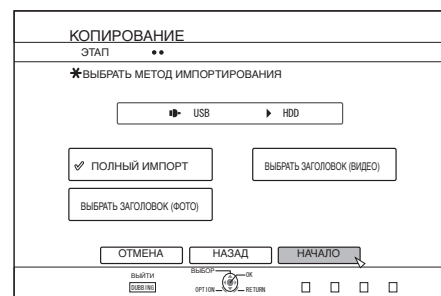 КОПИРОВАНИЕ
ЭТАП
ВЫБРАТЬ МЕТОД ИМПОРТИРОВАНИЯ
USB HDD
ПОЛНЫЙ ИМПОРТ ВЫБРАТЬ ЗАГОЛОВОК (ВИДЕО)
ВЫБРАТЬ ЗАГОЛОВОК (ФОТО)
ОТМЕНА НАЗАД НАЧАЛО
ВЫЙТИ ВЫБОР OK
DUBBING OPTION RETURN